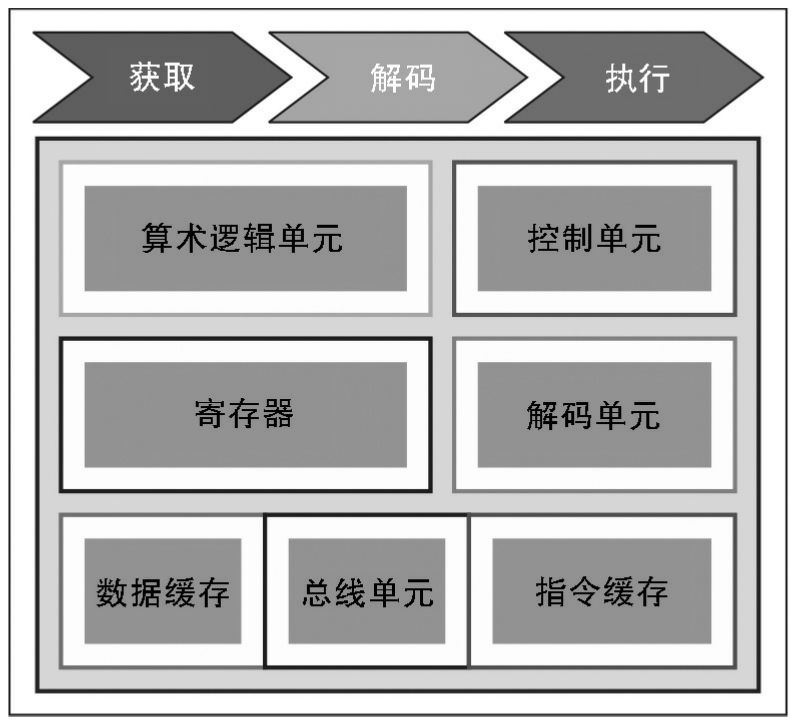 获取
解码
执行
算术逻辑单元
控制单元
寄存器
解码单元
数据缓存
总线单元
指令缓存